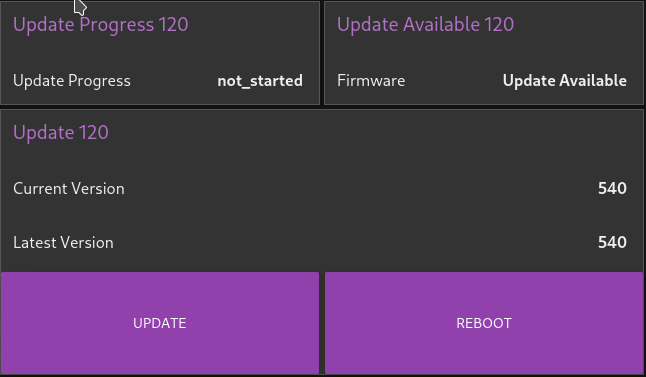 Update Progress 120
Update Progress not_started
Update Available 120
Firmware Update Available
Update 120
Current Version 540
Latest Version 540
UPDATE
REBOOT